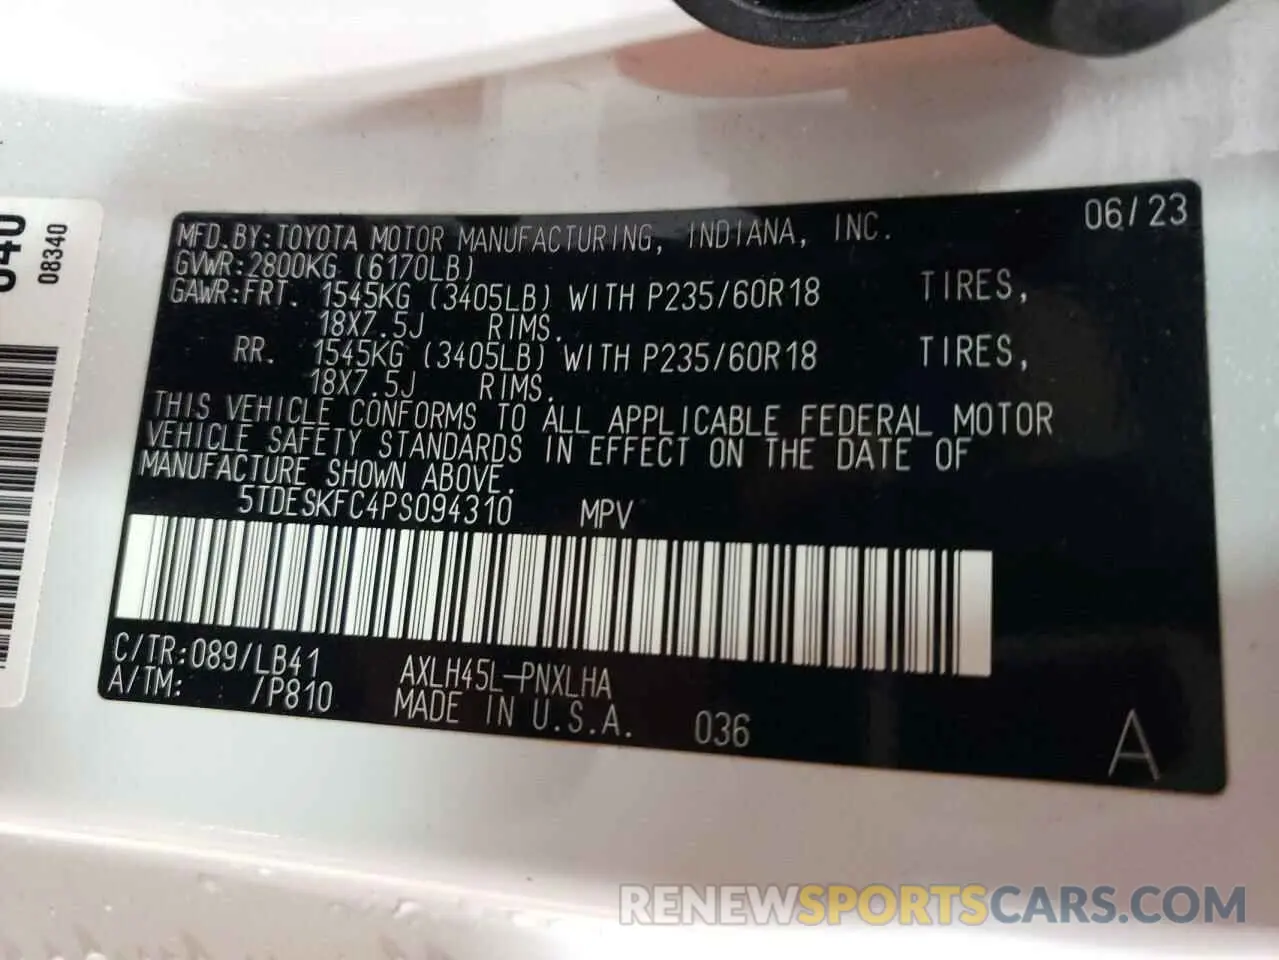 MFD.BY:TOYOTA MOTOR MANUFACTURING, INDIANA, INC. 06/23
GVWR:2800KG (6170LB)
GAWR:FRT. 1545KG (3405LB) WITH P235/60R18 TIRES,
18X7.5J RIMS.
RR. 1545KG (3405LB) WITH P235/60R18 TIRES,
18X7.5J RIMS.
THIS VEHICLE CONFORMS TO ALL APPLICABLE FEDERAL MOTOR
VEHICLE SAFETY STANDARDS IN EFFECT ON THE DATE OF
MANUFACTURE SHOWN ABOVE.
5TDESKFC4PS094310 MPV
C/TR:089/LB41 AXLH45L-PNXLHA
A/TM: /P810 MADE IN U.S.A. 036 A
08340
RENEWSPORTSCARS.COM